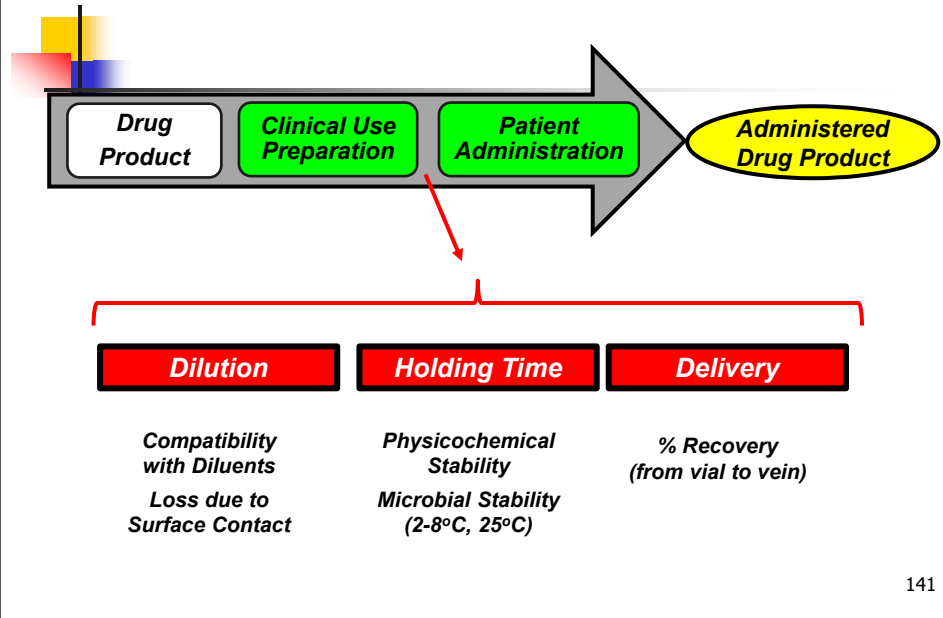 Drug
Product
Clinical Use
Preparation
Patient
Administration
Administered
Drug Product
Dilution
Holding Time
Delivery
Compatibility
with Diluents
Loss due to
Surface Contact
Physicochemical
Stability
Microbial Stability
(2-8ºC, 25ºC)
% Recovery
(from vial to vein)
141